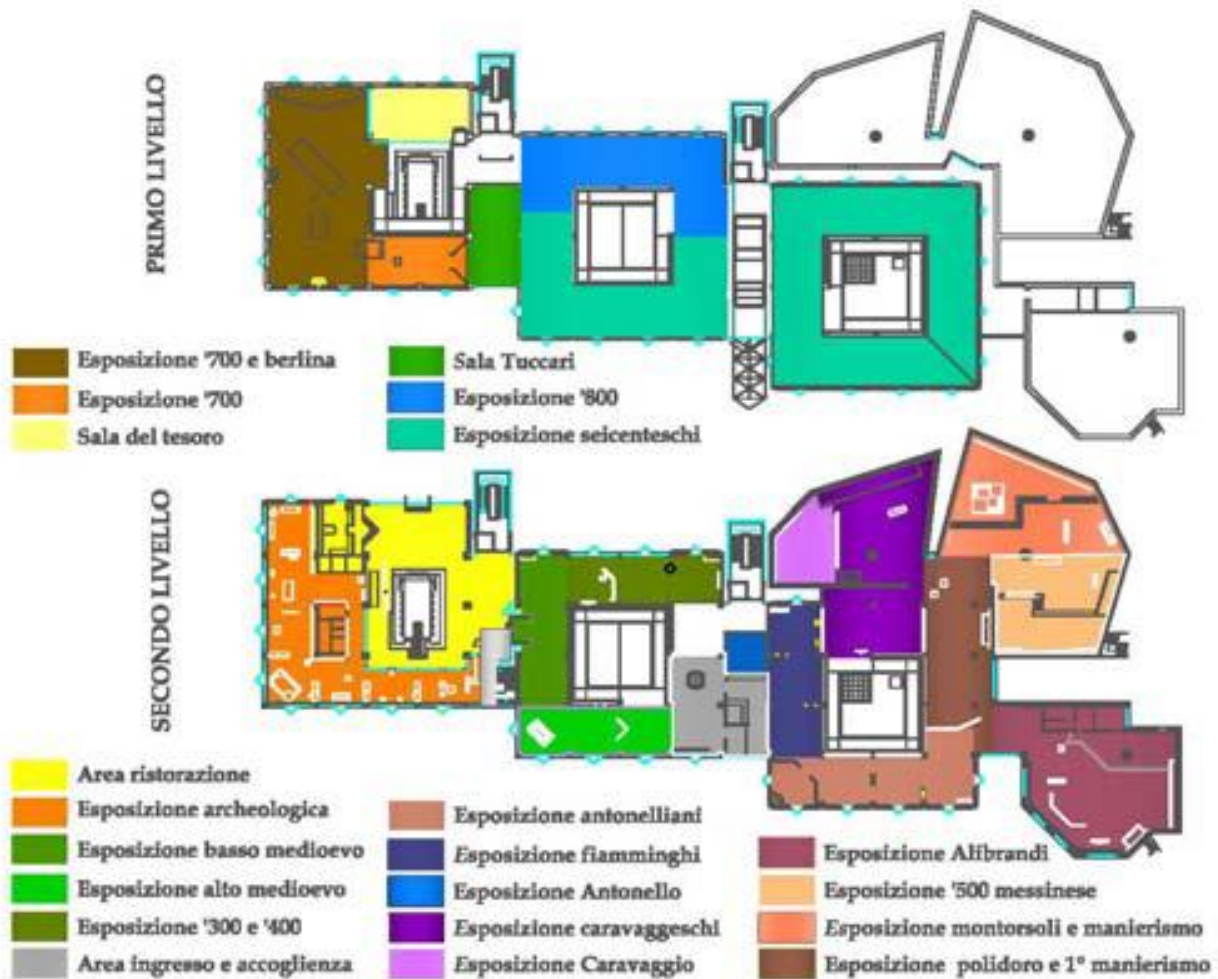 PRIMO LIVELLO
Esposizione '700 e berlina
Esposizione '700
Sala del tesoro
Sala Tuccari
Esposizione '800
Esposizione seicenteschi
SECONDO LIVELLO
Area ristorazione
Esposizione archeologica
Esposizione basso medioevo
Esposizione alto medioevo
Esposizione '300 e '400
Area ingresso e accoglienza
Esposizione antonelliani
Esposizione fiamminghi
Esposizione Antonello
Esposizione caravaggeschi
Esposizione Caravaggio
Esposizione Alibrandi
Esposizione '500 messinese
Esposizione montorsoli e manierismo
Esposizione polidoro e 1° manierismo